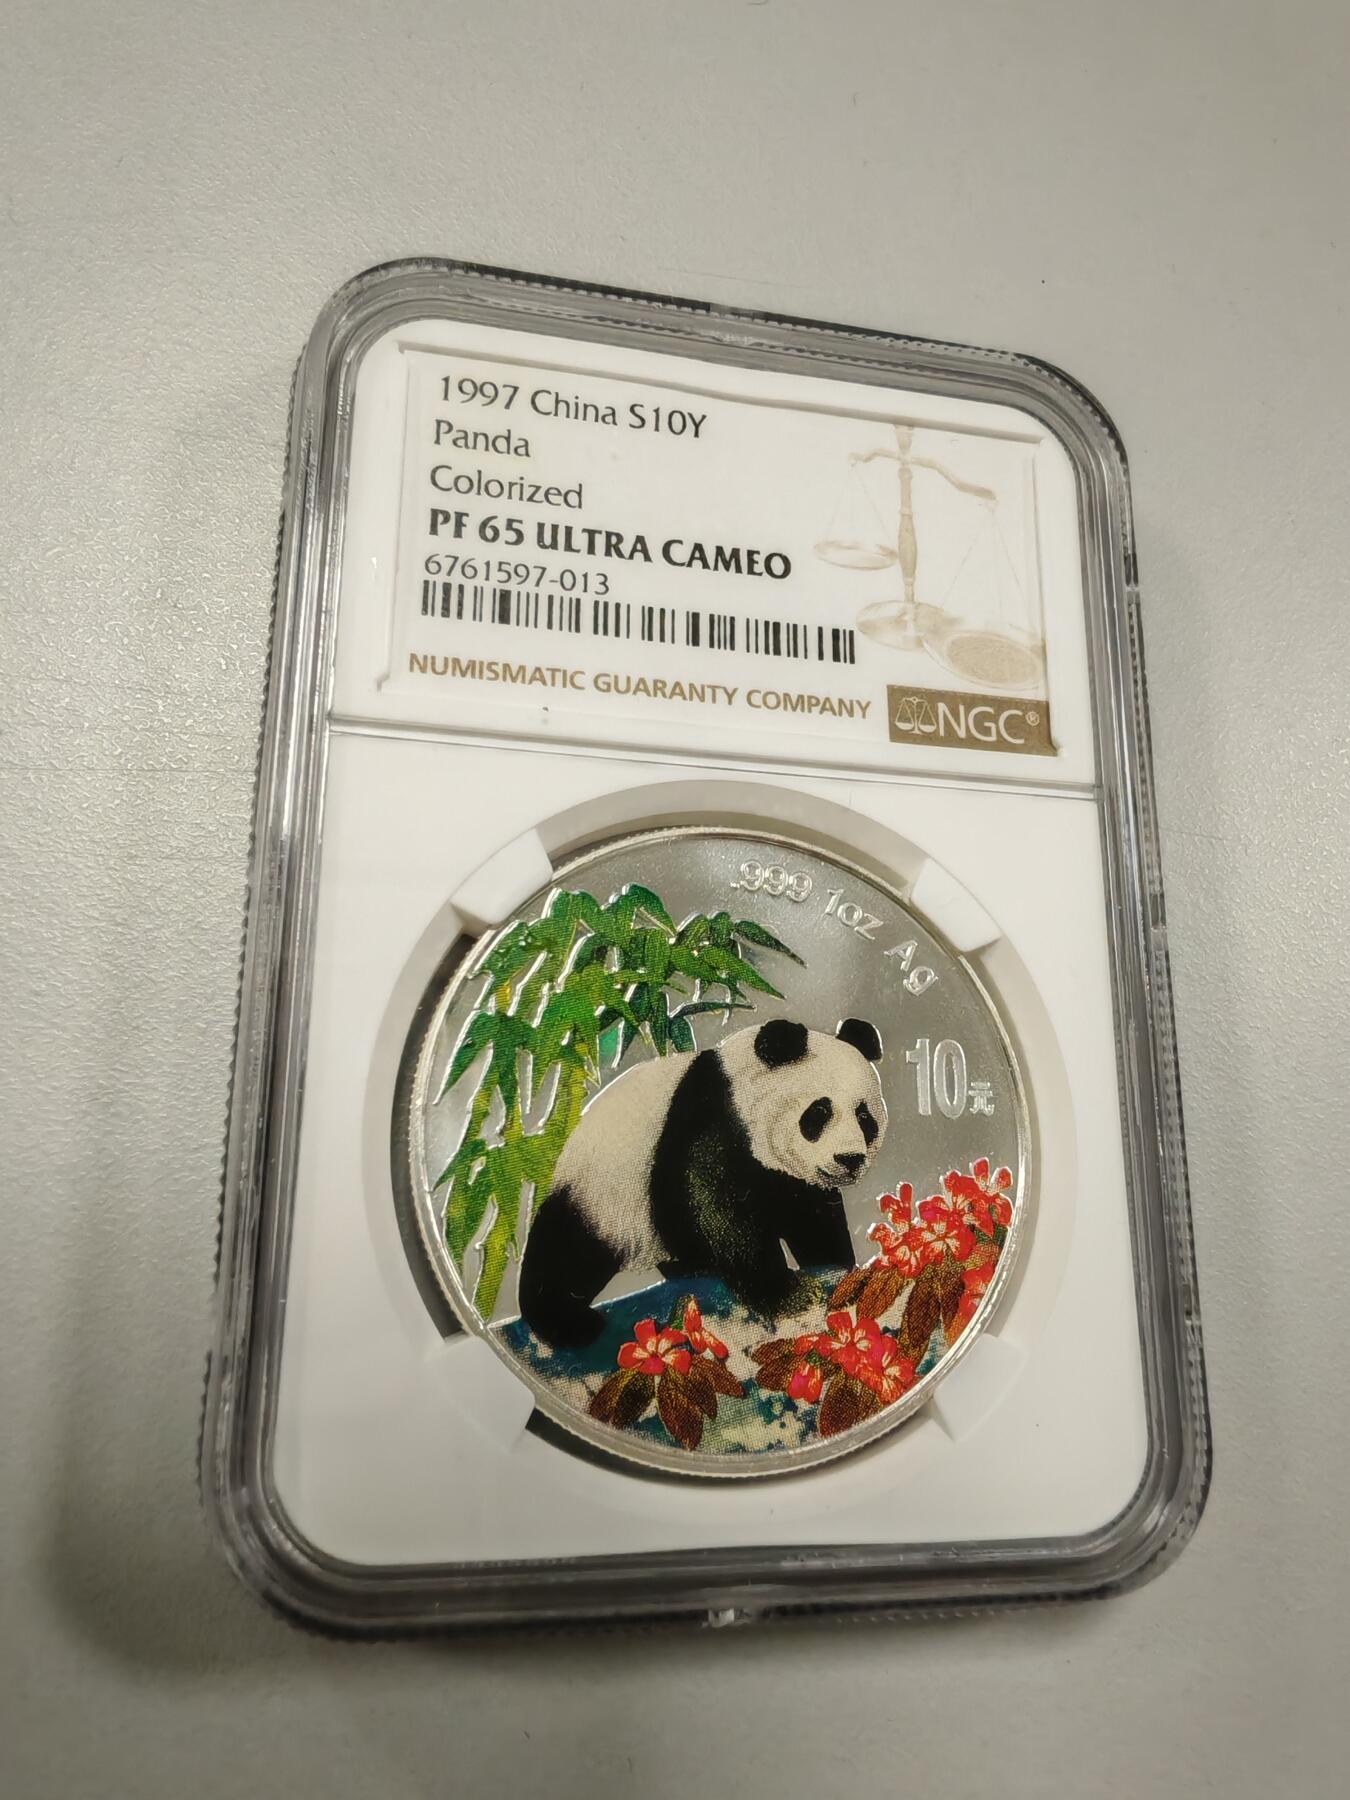 1997 China S10Y
Panda
Colorized
PF 65 ULTRA CAMEO
6761597-013
NUMISMATIC GUARANTY COMPANY
NGC®
.999 1oz Ag
10元